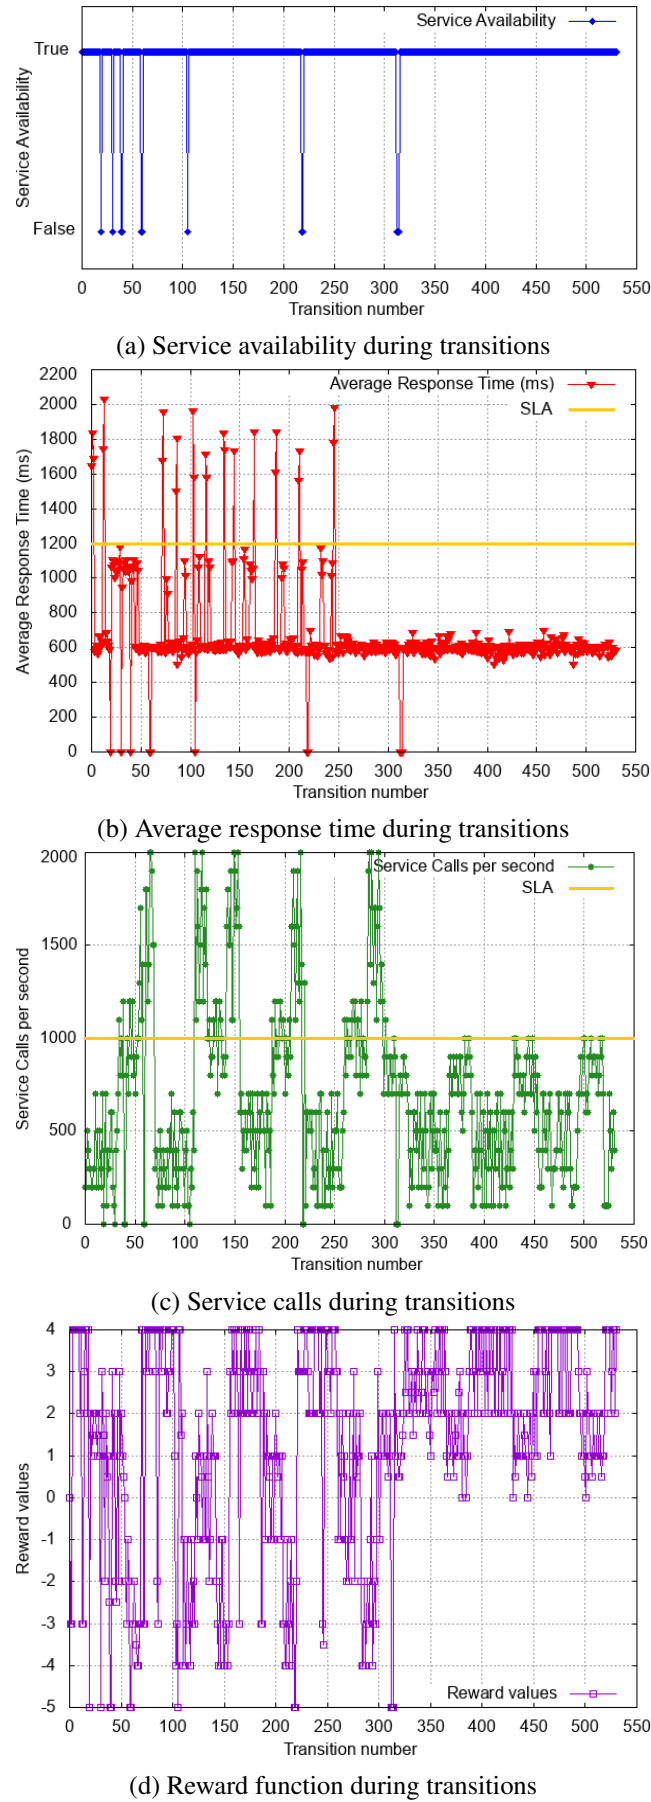 Service Availability
True
False
Service Availability
0 50 100 150 200 250 300 350 400 450 500 550
Transition number
(a) Service availability during transitions
2200
2000
1800
1600
1400
1200
1000
800
600
400
200
0
Average Response Time (ms)
Average Response Time (ms)
SLA
0 50 100 150 200 250 300 350 400 450 500 550
Transition number
(b) Average response time during transitions
2000
1500
1000
500
0
Service Calls per second
Service Calls per second
SLA
0 50 100 150 200 250 300 350 400 450 500 550
Transition number
(c) Service calls during transitions
4
3
2
1
0
-1
-2
-3
-4
-5
Reward values
Reward values
0 50 100 150 200 250 300 350 400 450 500 550
Transition number
(d) Reward function during transitions